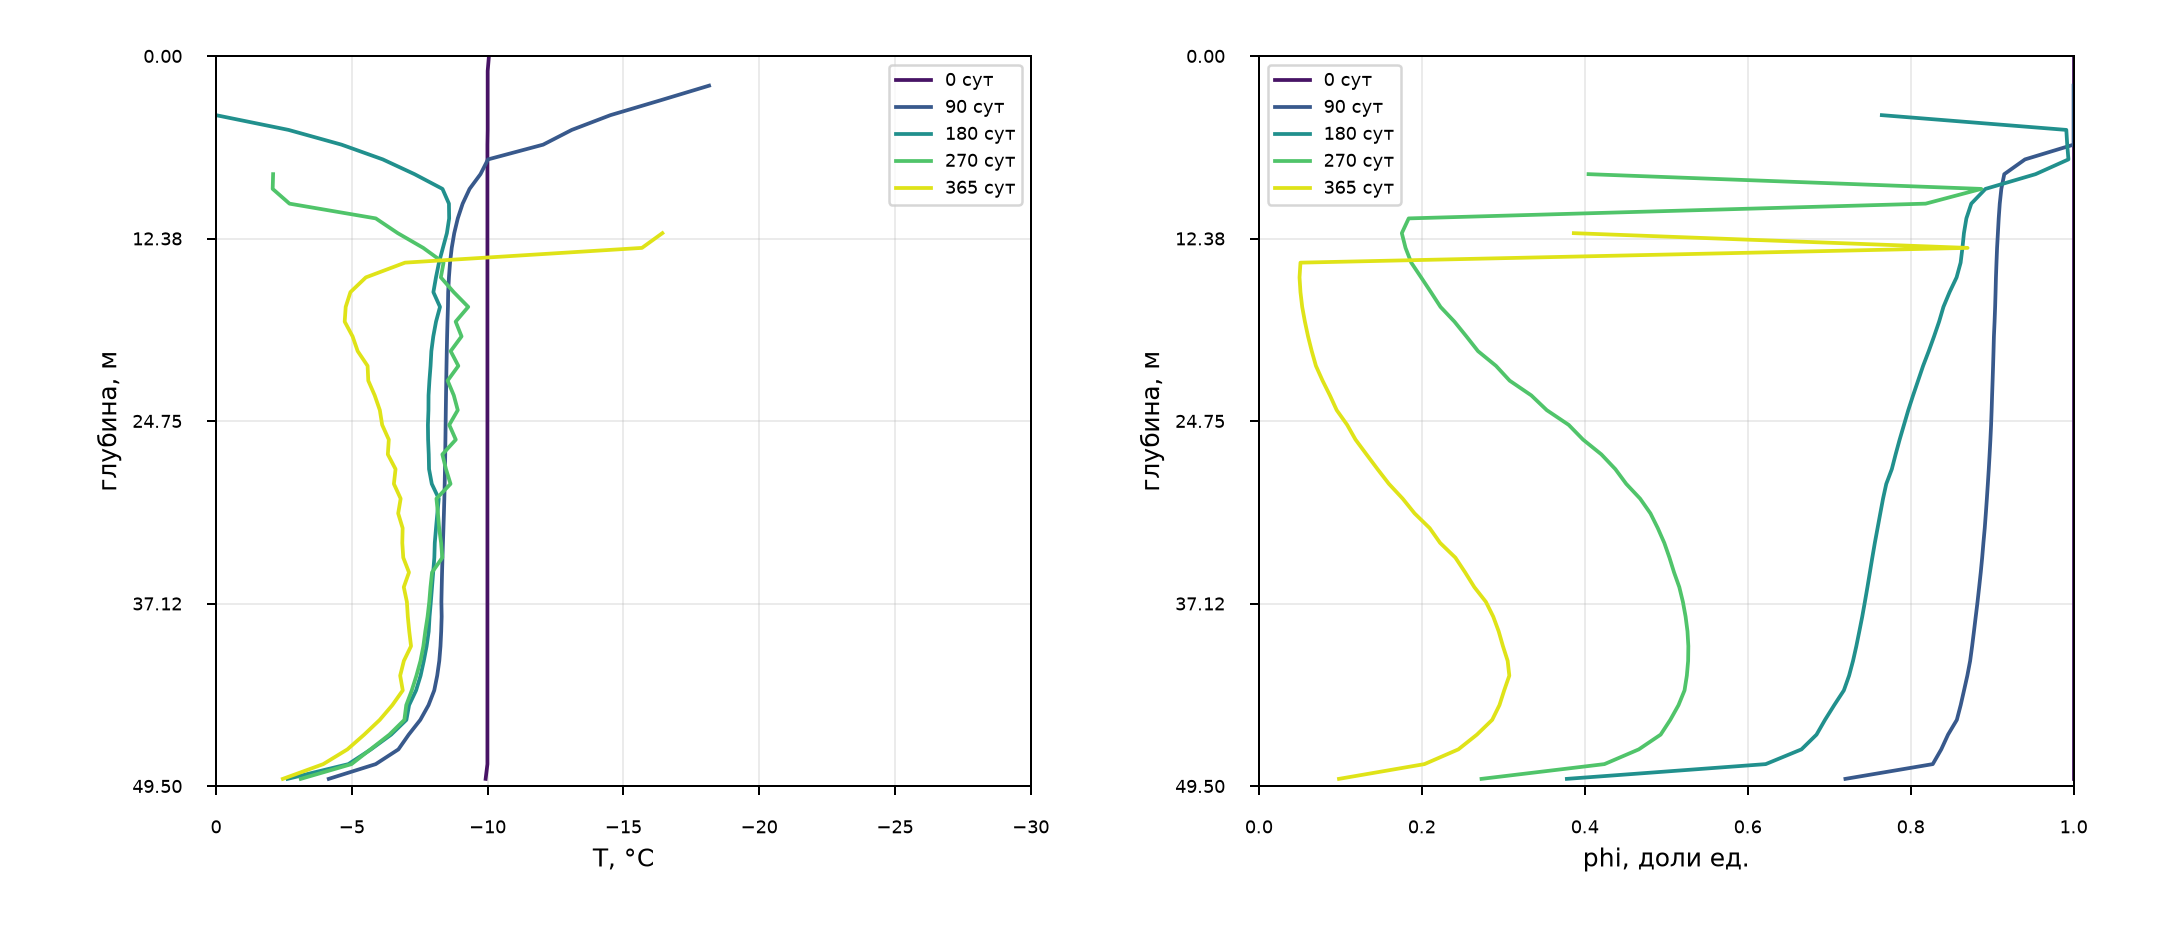 0.00
12.38
24.75
37.12
49.50
глубина, м
0 −5 −10 −15 −20 −25 −30
T, °C
0 сут
90 сут
180 сут
270 сут
365 сут
0.00
12.38
24.75
37.12
49.50
глубина, м
0.0 0.2 0.4 0.6 0.8 1.0
phi, доли ед.
0 сут
90 сут
180 сут
270 сут
365 сут